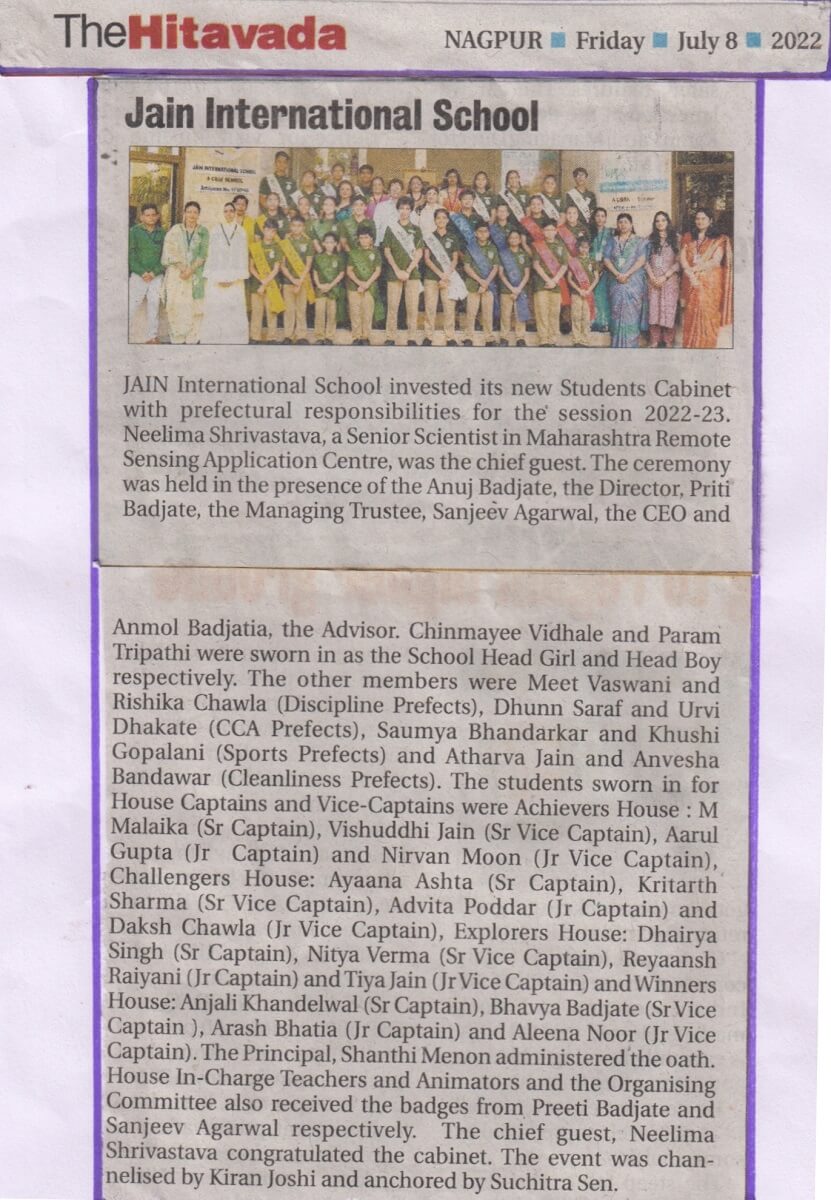 TheHitavada
NAGPUR ■ Friday ■ July 8 ■ 2022
Jain International School
JAIN INTERNATIONAL SCHOOL
A CBSE SCHOOL
JAIN International School invested its new Students Cabinet
with prefectural responsibilities for the session 2022-23.
Neelima Shrivastava, a Senior Scientist in Maharashtra Remote
Sensing Application Centre, was the chief guest. The ceremony
was held in the presence of the Anuj Badjate, the Director, Priti
Badjate, the Managing Trustee, Sanjeev Agarwal, the CEO and
Anmol Badjatia, the Advisor. Chinmayee Vidhale and Param
Tripathi were sworn in as the School Head Girl and Head Boy
respectively. The other members were Meet Vaswani and
Rishika Chawla (Discipline Prefects), Dhunn Saraf and Urvi
Dhakate (CCA Prefects), Saumya Bhandarkar and Khushi
Gopalani (Sports Prefects) and Atharva Jain and Anvesha
Bandawar (Cleanliness Prefects). The students sworn in for
House Captains and Vice-Captains were Achievers House : M
Malaika (Sr Captain), Vishuddhi Jain (Sr Vice Captain), Aarul
Gupta (Jr Captain) and Nirvan Moon (Jr Vice Captain),
Challengers House: Ayaana Ashta (Sr Captain), Kritarth
Sharma (Sr Vice Captain), Advita Poddar (Jr Captain) and
Daksh Chawla (Jr Vice Captain), Explorers House: Dhairya
Singh (Sr Captain), Nitya Verma (Sr Vice Captain), Reyaansh
Raiyani (Jr Captain) and Tiya Jain (Jr Vice Captain) and Winners
House: Anjali Khandelwal (Sr Captain), Bhavya Badjate (Sr Vice
Captain ), Arash Bhatia (Jr Captain) and Aleena Noor (Jr Vice
Captain). The Principal, Shanthi Menon administered the oath.
House In-Charge Teachers and Animators and the Organising
Committee also received the badges from Preeti Badjate and
Sanjeev Agarwal respectively. The chief guest, Neelima
Shrivastava congratulated the cabinet. The event was chan-
nelised by Kiran Joshi and anchored by Suchitra Sen.